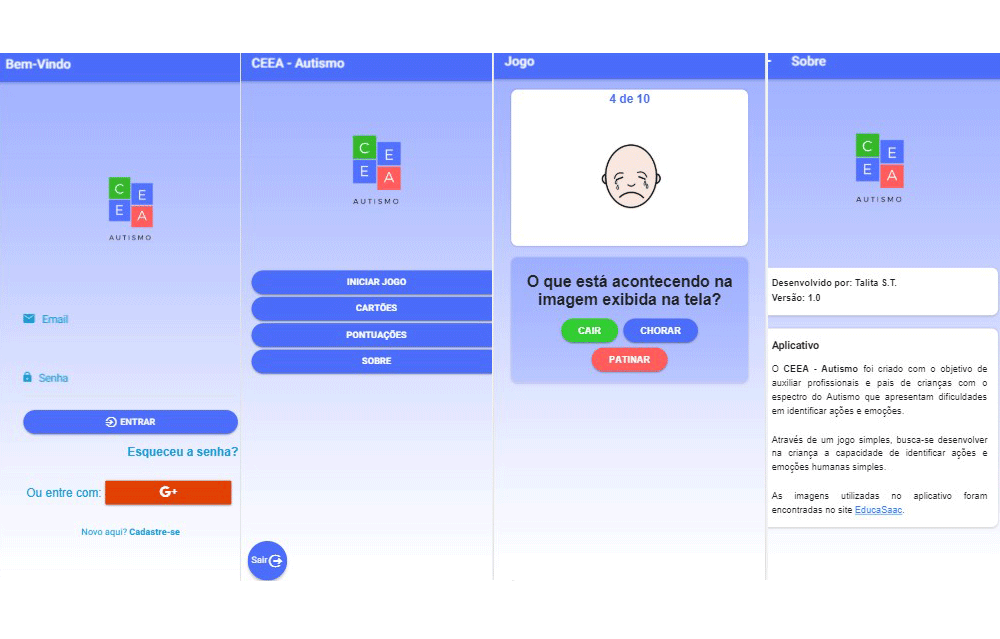 Bem-Vindo
C E
E A
AUTISMO
Email
Senha
ENTRAR
Esqueceu a senha?
Ou entre com: G+
Novo aqui? Cadastre-se
CEEA - Autismo
C E
E A
AUTISMO
INICIAR JOGO
CARTÕES
PONTUAÇÕES
SOBRE
Sair
Jogo
4 de 10
O que está acontecendo na
imagem exibida na tela?
CAIR CHORAR
PATINAR
Sobre
C E
E A
AUTISMO
Desenvolvido por: Talita S.T.
Versão: 1.0
Aplicativo
O CEEA - Autismo foi criado com o objetivo de
auxiliar profissionais e pais de crianças com o
espectro do Autismo que apresentam dificuldades
em identificar ações e emoções.
Através de um jogo simples, busca-se desenvolver
na criança a capacidade de identificar ações e
emoções humanas simples.
As imagens utilizadas no aplicativo foram
encontradas no site EducaSaac.